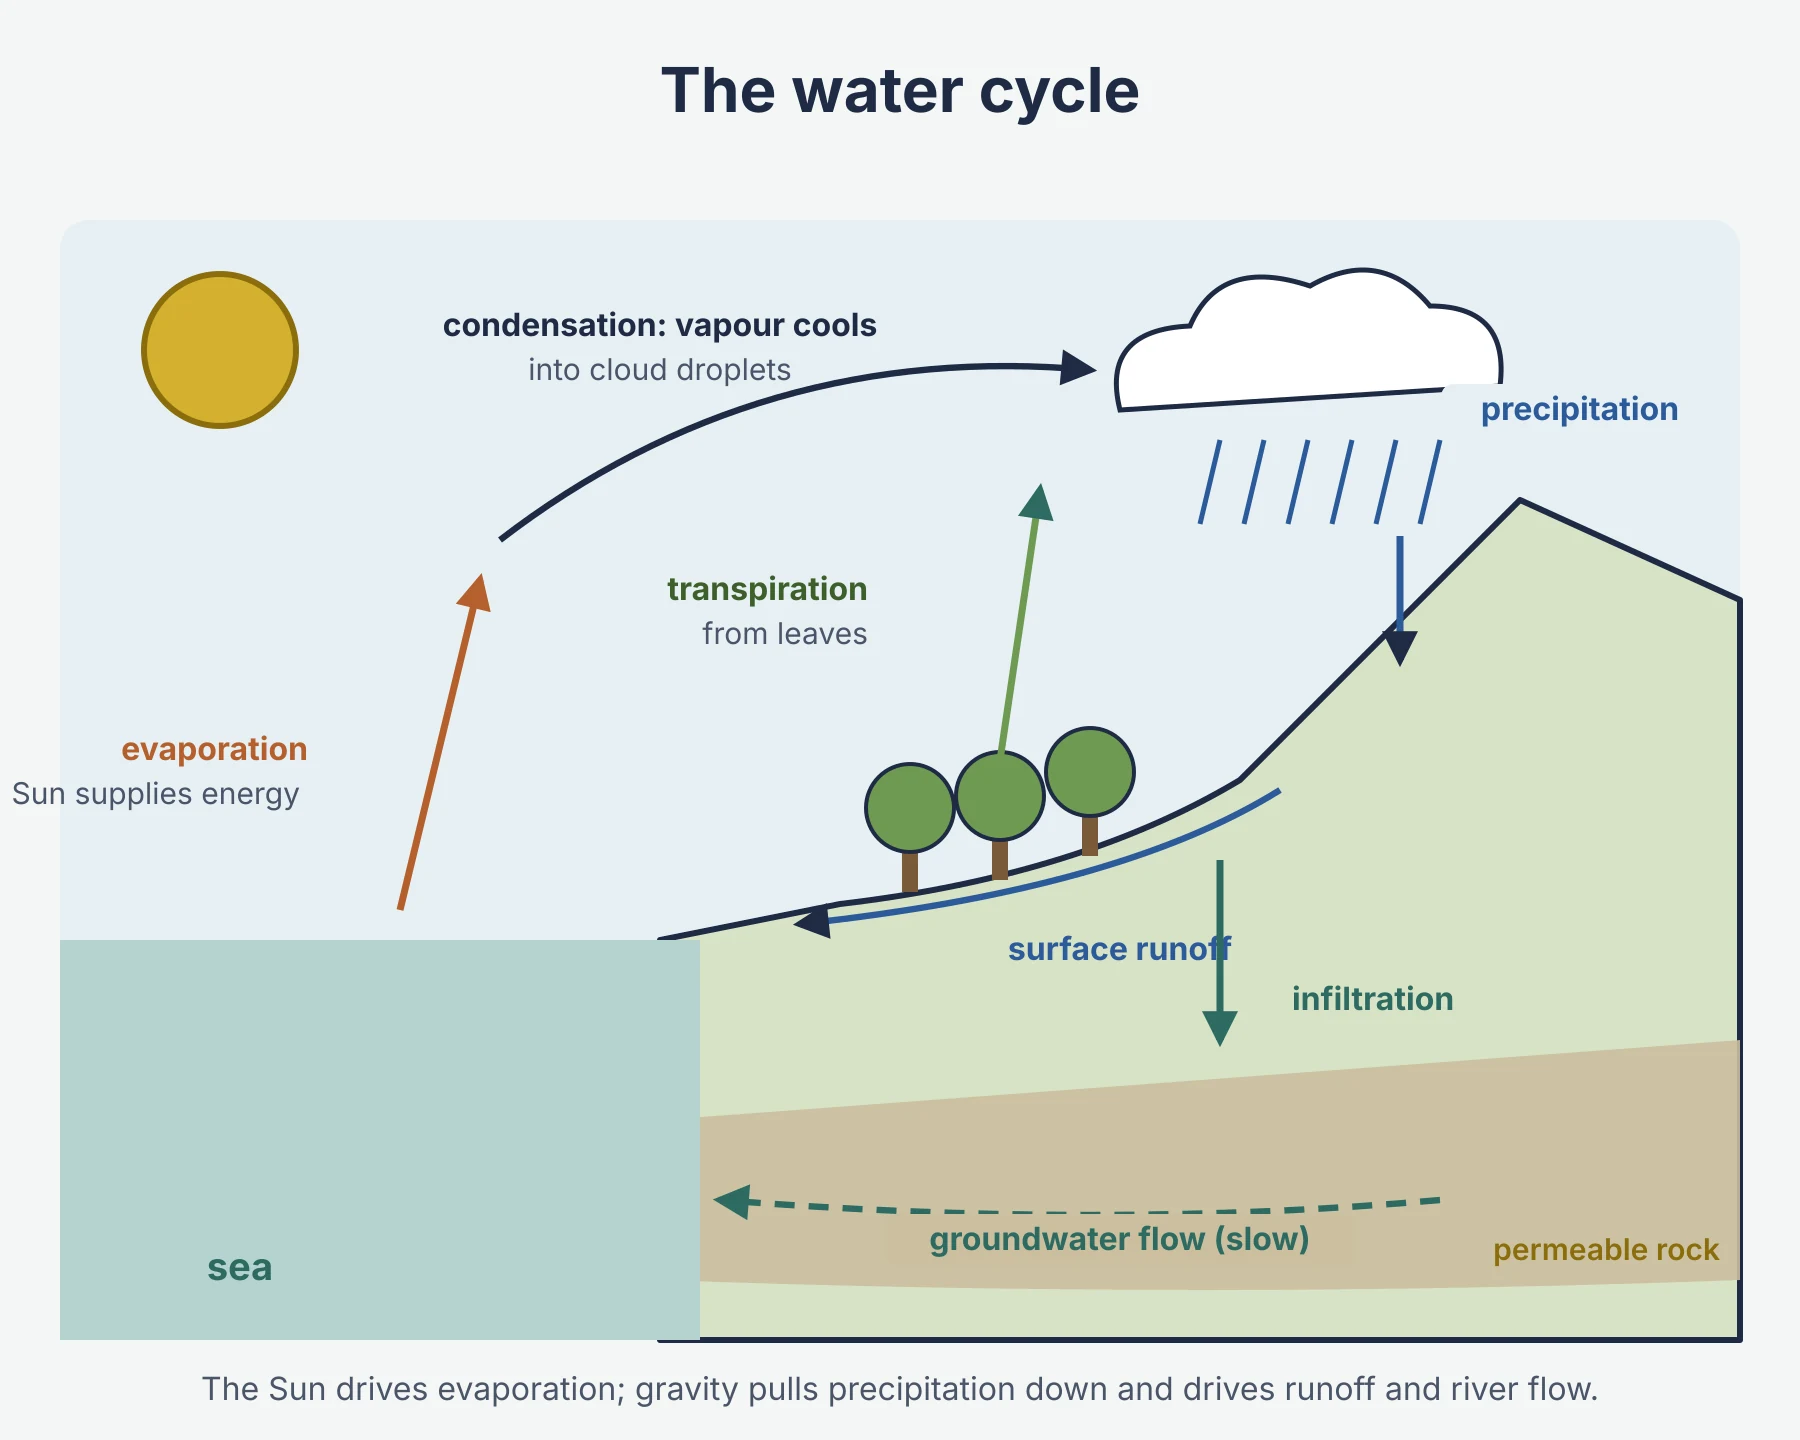 The water cycle
condensation: vapour cools
into cloud droplets
precipitation
transpiration
from leaves
evaporation
Sun supplies energy
surface runoff
infiltration
groundwater flow (slow)
permeable rock
sea
The Sun drives evaporation; gravity pulls precipitation down and drives runoff and river flow.